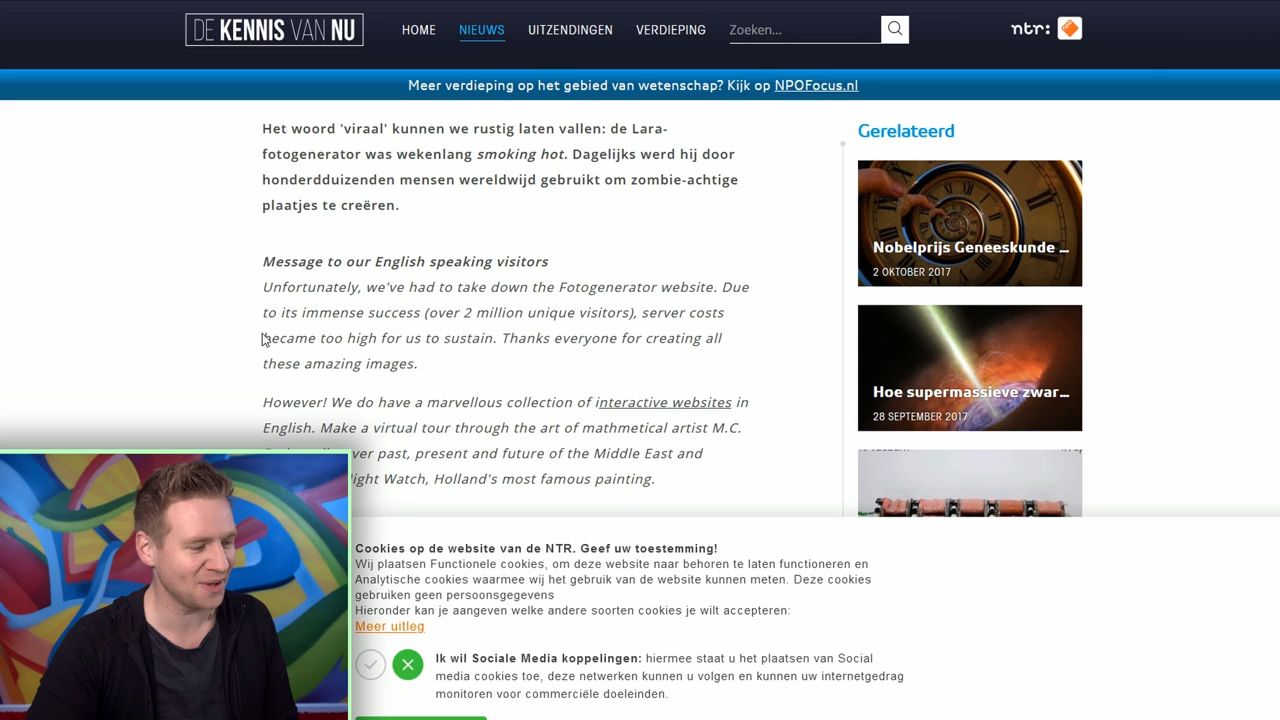 DE KENNIS VAN NU
HOME
NIEUWS
UITZENDINGEN
VERDIEPING
Zoeken...
ntr:
Meer verdieping op het gebied van wetenschap? Kijk op NPOFocus.nl
Het woord 'viraal' kunnen we rustig laten vallen: de Lara-
fotogenerator was wekenlang smoking hot. Dagelijks werd hij door
honderdduizenden mensen wereldwijd gebruikt om zombie-achtige
plaatjes te creëren.
Message to our English speaking visitors
Unfortunately, we've had to take down the Fotogenerator website. Due
to its immense success (over 2 million unique visitors), server costs
became too high for us to sustain. Thanks everyone for creating all
these amazing images.
However! We do have a marvellous collection of interactive websites in
English. Make a virtual tour through the art of mathmetical artist M.C.
past, present and future of the Middle East and
Watch, Holland's most famous painting.
Gerelateerd
Nobelprijs Geneeskunde ...
2 OKTOBER 2017
Hoe supermassieve zwar...
28 SEPTEMBER 2017
Cookies op de website van de NTR. Geef uw toestemming!
Wij plaatsen Functionele cookies, om deze website naar behoren te laten functioneren en
Analytische cookies waarmee wij het gebruik van de website kunnen meten. Deze cookies
gebruiken geen persoonsgegevens
Hieronder kan je aangeven welke andere soorten cookies je wilt accepteren:
Meer uitleg
Ik wil Sociale Media koppelingen: hiermee staat u het plaatsen van Social
media cookies toe, deze netwerken kunnen u volgen en kunnen uw internetgedrag
monitoren voor commerciële doeleinden.